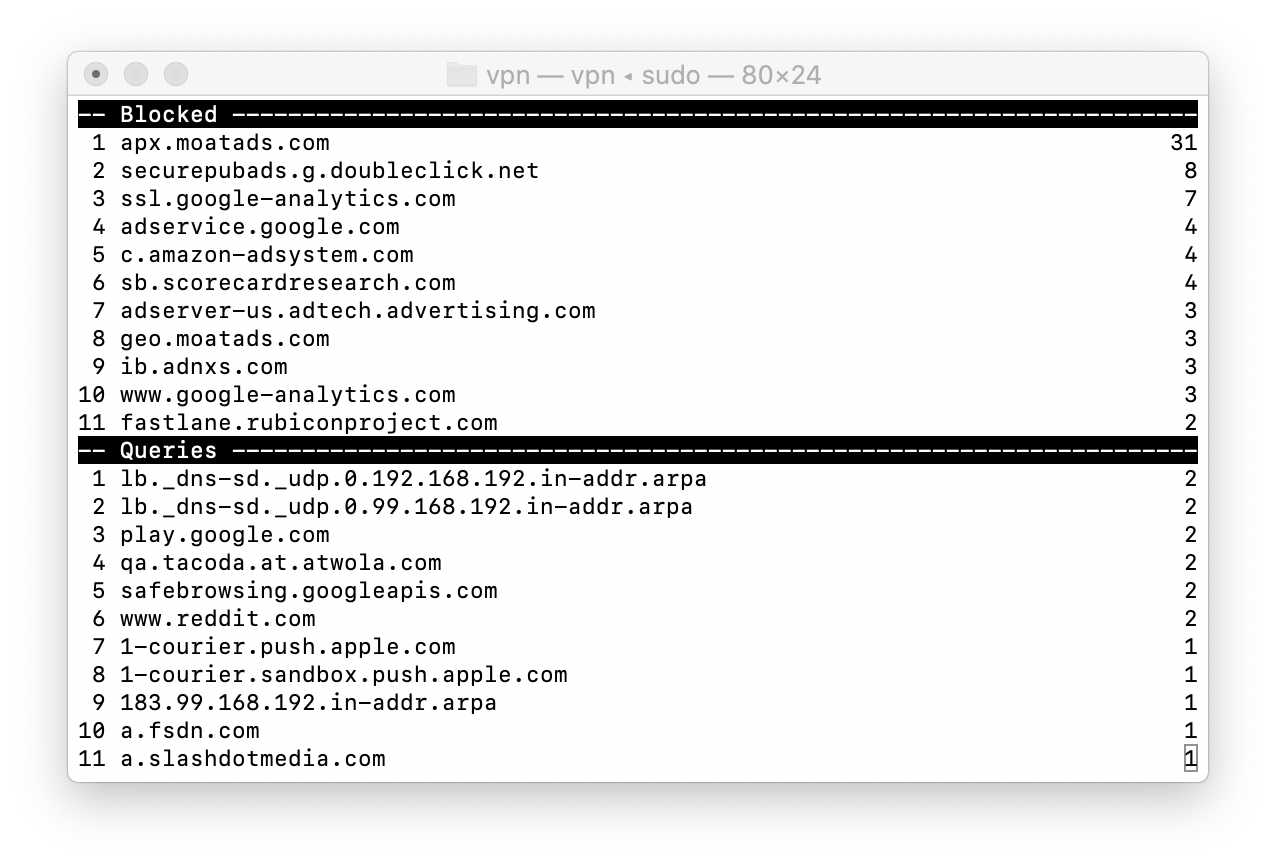 vpn — vpn ◂ sudo — 80×24
-- Blocked ---------------------------------------------------------------------
1 apx.moatads.com 31
2 securepubads.g.doubleclick.net 8
3 ssl.google-analytics.com 7
4 adservice.google.com 4
5 c.amazon-adsystem.com 4
6 sb.scorecardresearch.com 4
7 adserver-us.adtech.advertising.com 3
8 geo.moatads.com 3
9 ib.adnxs.com 3
10 www.google-analytics.com 3
11 fastlane.rubiconproject.com 2
-- Queries ---------------------------------------------------------------------
1 lb._dns-sd._udp.0.192.168.192.in-addr.arpa 2
2 lb._dns-sd._udp.0.99.168.192.in-addr.arpa 2
3 play.google.com 2
4 qa.tacoda.at.atwola.com 2
5 safebrowsing.googleapis.com 2
6 www.reddit.com 2
7 1-courier.push.apple.com 1
8 1-courier.sandbox.push.apple.com 1
9 183.99.168.192.in-addr.arpa 1
10 a.fsdn.com 1
11 a.slashdotmedia.com 1